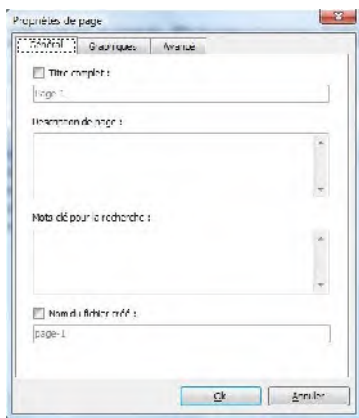 Propriétés de page
Général Graphiques Avancé
Titre complet :
Page 1
Description de page :
Mots clé pour la recherche :
Nom du fichier créé :
page-1
Ok Annuler